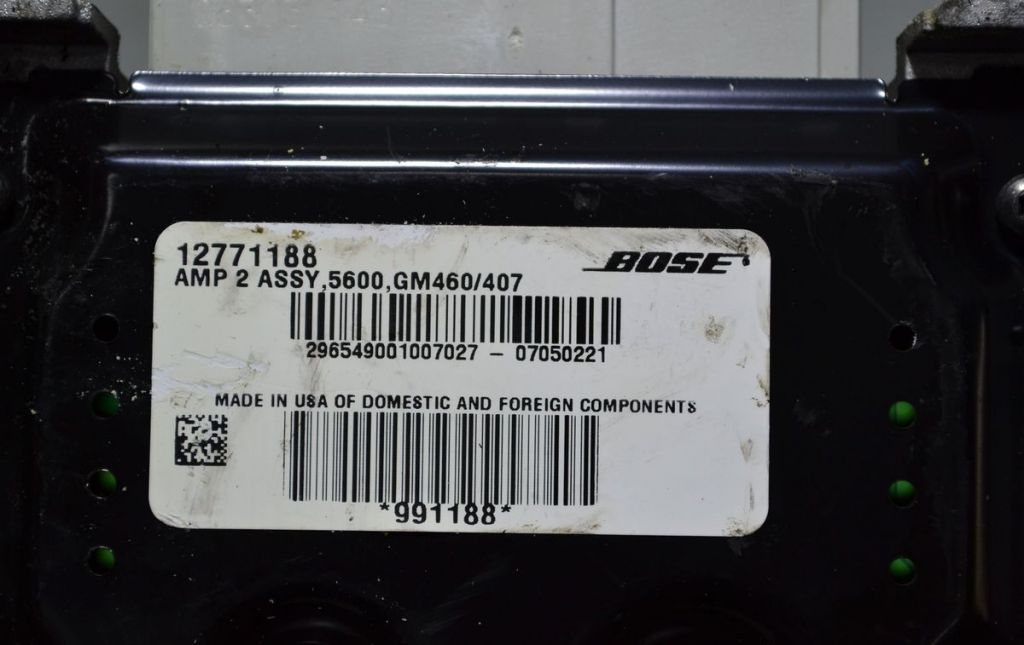 12771188
BOSE
AMP 2 ASSY,5600,GM460/407
296549001007027 - 07050221
MADE IN USA OF DOMESTIC AND FOREIGN COMPONENTS
*991188*